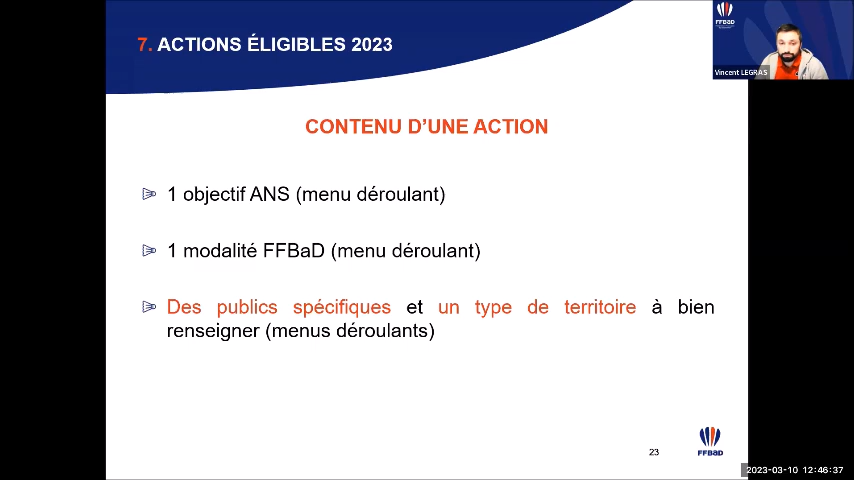 7. ACTIONS ÉLIGIBLES 2023
FFBaD
Vincent LEGRAS
CONTENU D'UNE ACTION
1 objectif ANS (menu déroulant)
1 modalité FFBaD (menu déroulant)
Des publics spécifiques et un type de territoire à bien
renseigner (menus déroulants)
23
FFBaD
2023-03-10 12:46:37